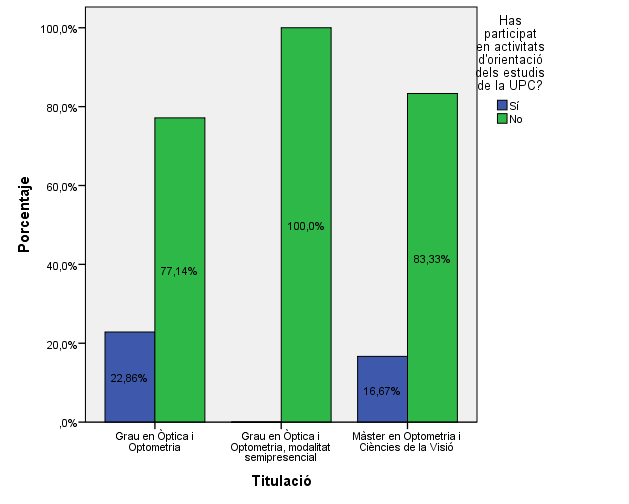 Has
participat
en activitats
d'orientació
dels estudis
de la UPC?
Sí
No
Porcentaje
100,0%
80,0%
60,0%
40,0%
20,0%
,0%
22,86%
77,14%
100,0%
16,67%
83,33%
Grau en Òptica i
Optometria
Grau en Òptica i
Optometria, modalitat
semipresencial
Màster en Optometria i
Ciències de la Visió
Titulació